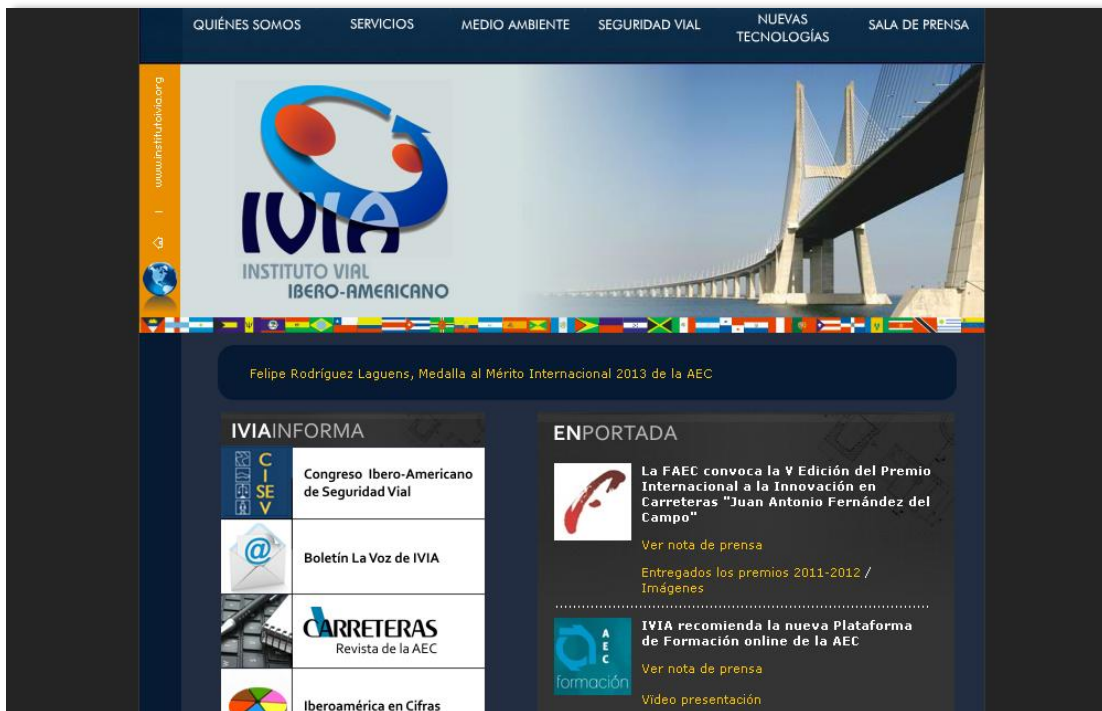 QUIÉNES SOMOS
SERVICIOS
MEDIO AMBIENTE
SEGURIDAD VIAL
NUEVAS
TECNOLOGÍAS
SALA DE PRENSA
www.institutoivia.org
IVIA
INSTITUTO VIAL
IBERO-AMERICANO
Felipe Rodríguez Laguens, Medalla al Mérito Internacional 2013 de la AEC
IVIAINFORMA
CISEV
Congreso Ibero-Americano
de Seguridad Vial
@
Boletín La Voz de IVIA
CARRETERAS
Revista de la AEC
Iberoamérica en Cifras
ENPORTADA
La FAEC convoca la V Edición del Premio
Internacional a la Innovación en
Carreteras "Juan Antonio Fernández del
Campo"
Ver nota de prensa
Entregados los premios 2011-2012 /
Imágenes
AEC
formación
IVIA recomienda la nueva Plataforma
de Formación online de la AEC
Ver nota de prensa
Vïdeo presentación